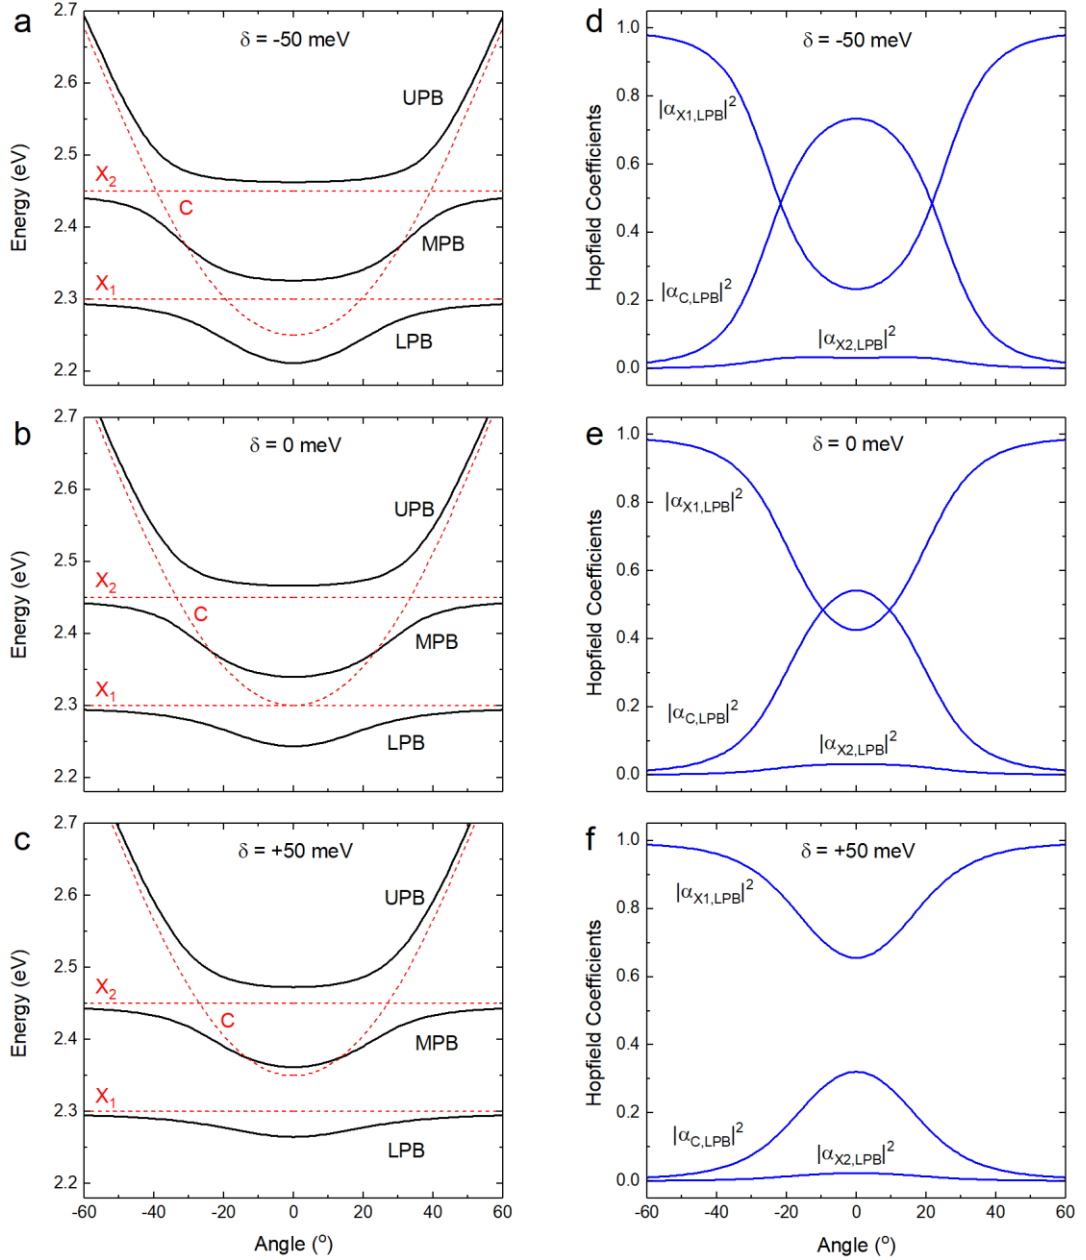 a
δ = -50 meV
2.7
2.6
2.5
2.4
2.3
2.2
Energy (eV)
UPB
X2
C
MPB
X1
LPB
d
δ = -50 meV
1.0
0.8
0.6
0.4
0.2
0.0
Hopfield Coefficients
|αX1,LPB|2
|αC,LPB|2
|αX2,LPB|2
b
δ = 0 meV
2.7
2.6
2.5
2.4
2.3
2.2
Energy (eV)
UPB
X2
C
MPB
X1
LPB
e
δ = 0 meV
1.0
0.8
0.6
0.4
0.2
0.0
Hopfield Coefficients
|αX1,LPB|2
|αC,LPB|2
|αX2,LPB|2
c
δ = +50 meV
2.7
2.6
2.5
2.4
2.3
2.2
Energy (eV)
UPB
X2
C
MPB
X1
LPB
-60 -40 -20 0 20 40 60
Angle (o)
f
δ = +50 meV
1.0
0.8
0.6
0.4
0.2
0.0
Hopfield Coefficients
|αX1,LPB|2
|αC,LPB|2
|αX2,LPB|2
-60 -40 -20 0 20 40 60
Angle (o)